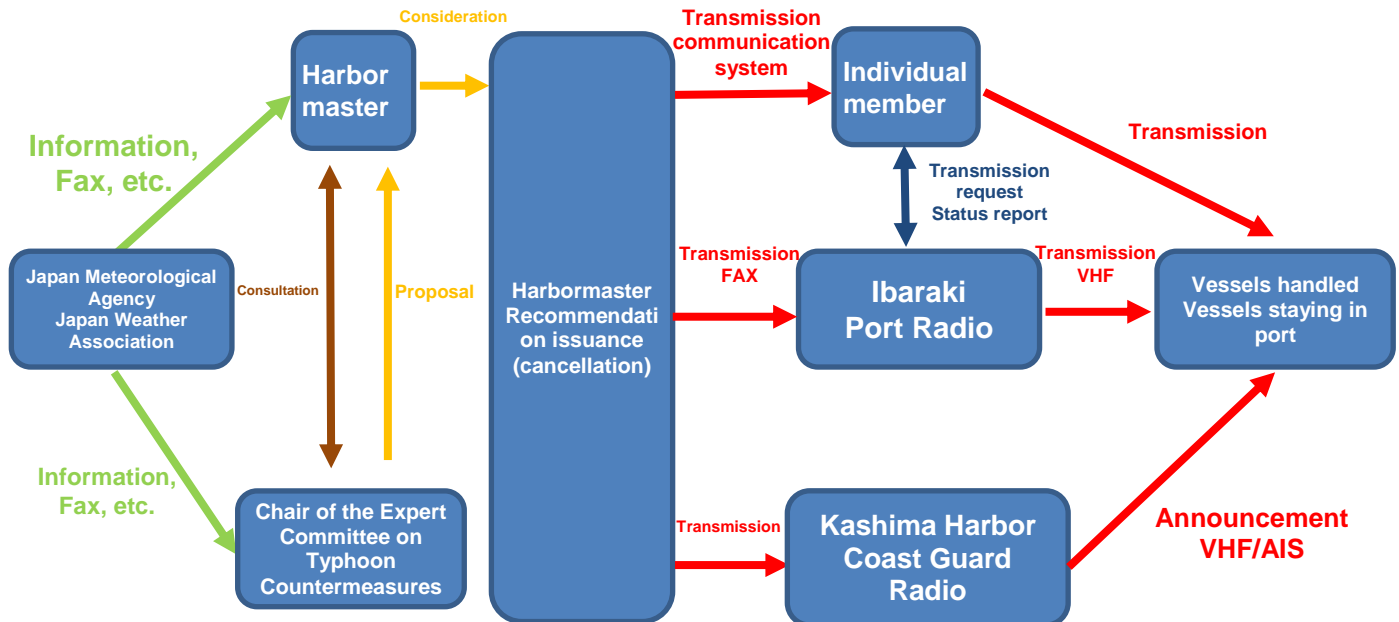 Consideration
Harbor
master
Information,
Fax, etc.
Japan Meteorological
Agency
Japan Weather
Association
Consultation
Proposal
Information,
Fax, etc.
Chair of the Expert
Committee on
Typhoon
Countermeasures
Harbormaster
Recommendati
on issuance
(cancellation)
Transmission
communication
system
Individual
member
Transmission
Transmission
request
Status report
Transmission
FAX
Ibaraki
Port Radio
Transmission
VHF
Vessels handled
Vessels staying in
port
Transmission
Kashima Harbor
Coast Guard
Radio
Announcement
VHF/AIS